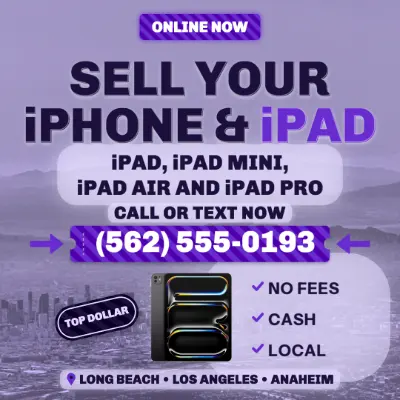 ONLINE NOW
SELL YOUR
iPHONE & iPAD
iPAD, iPAD MINI,
iPAD AIR AND iPAD PRO
CALL OR TEXT NOW
(562) 555-0193
TOP DOLLAR
NO FEES
CASH
LOCAL
LONG BEACH • LOS ANGELES • ANAHEIM